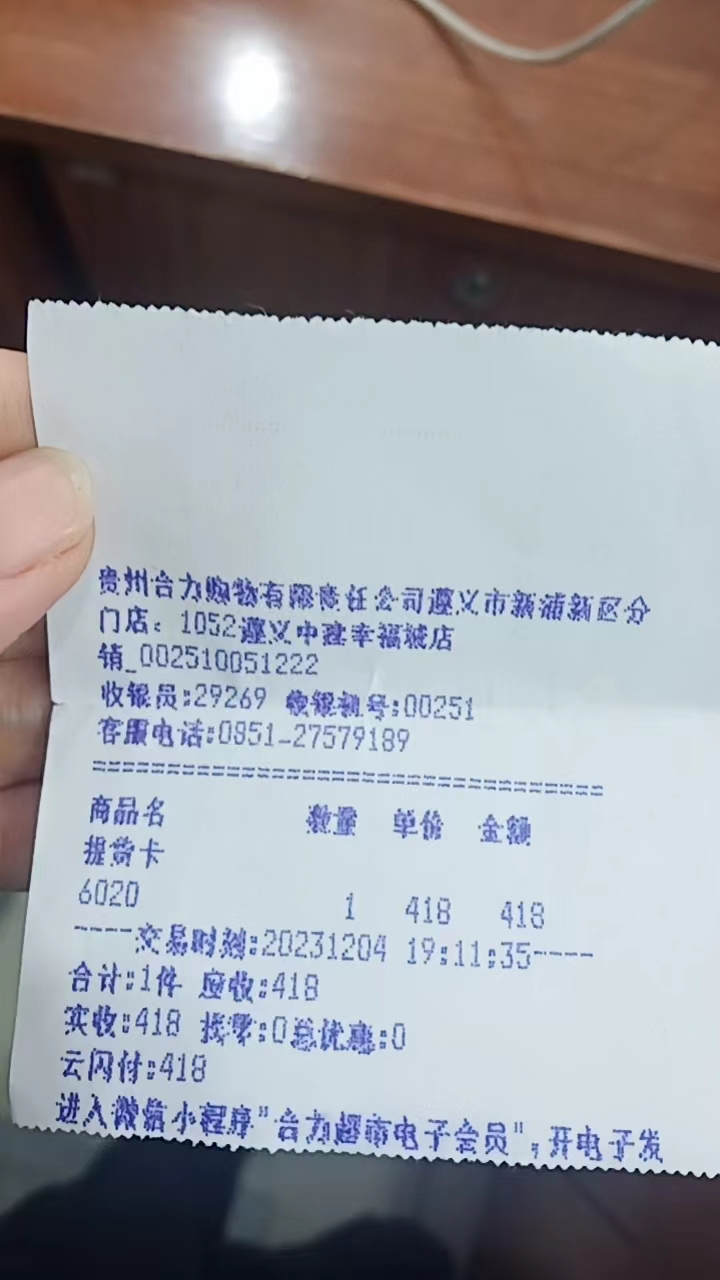 贵州合力购物有限责任公司遵义市新浦新区分
门店：1052遵义中建幸福城店
销_002510051222
收银员:29269 收银机号:00251
客服电话:0851-27579189
==================================
商品名 数量 单价 金额
提货卡
6020 1 418 418
----交易时刻:20231204 19:11:35----
合计:1件 应收:418
实收:418 找零:0总优惠:0
云闪付:418
进入微信小程序"合力超市电子会员",开电子发